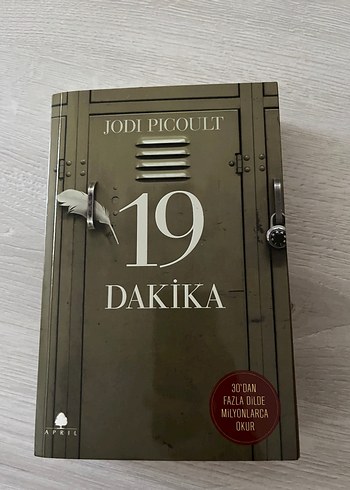 JODI PICOULT
19
DAKİKA
30'DAN
FAZLA DİLDE
MİLYONLARCA
OKUR
APRIL